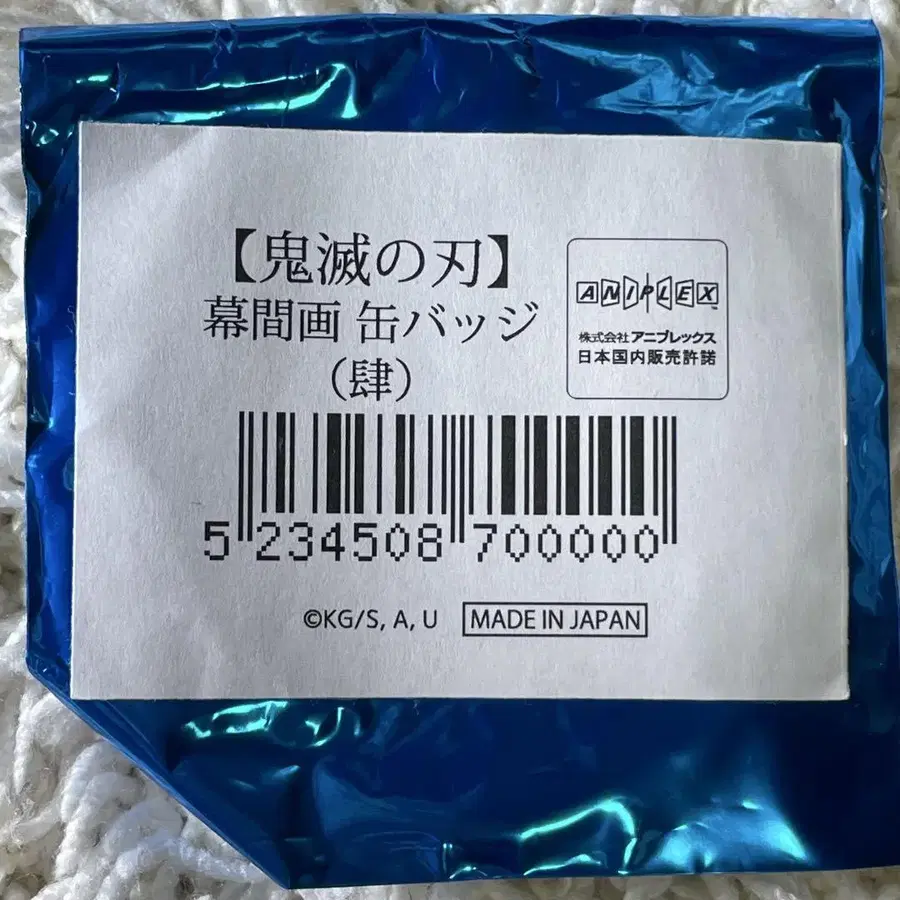 【鬼滅の刃】
幕間画 缶バッジ
（肆）
ANIPLEX™
株式会社 アニプレックス
日本国内販売許諾
5 234508 700000
©KG/S, A, U
MADE IN JAPAN